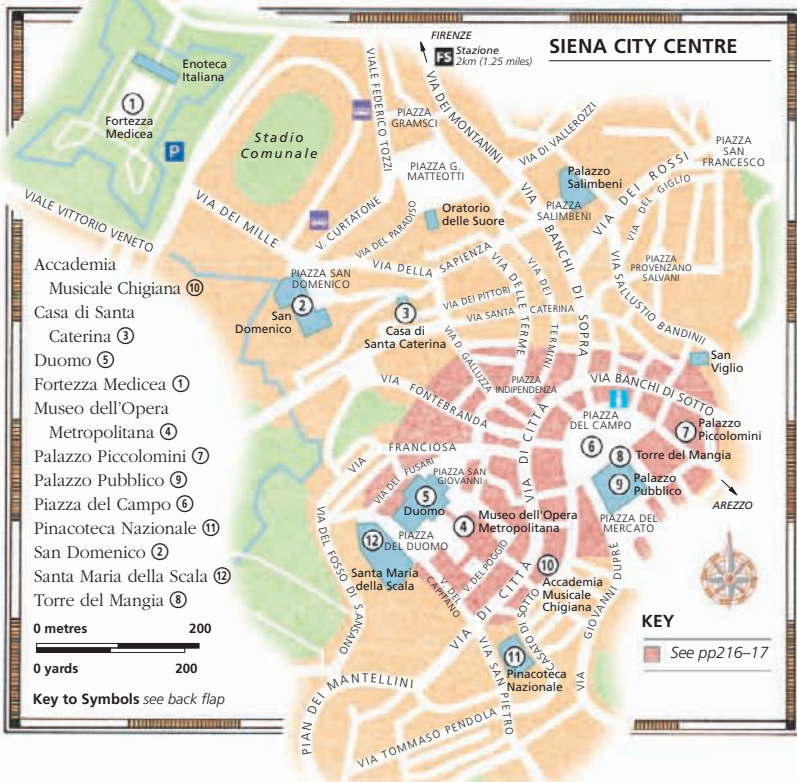 SIENA CITY CENTRE
FIRENZE
FS
Stazione
2km (1.25 miles)
Enoteca
Italiana
1
Fortezza
Medicea
P
Stadio
Comunale
VIALE FEDERICO TOZZI
PIAZZA
GRAMSCI
VIA DEI MONTANINI
VIA DI VALLEROZZI
PIAZZA
SAN
FRANCESCO
PIAZZA G.
MATTEOTTI
Palazzo
Salimbeni
PIAZZA
SALIMBENI
VIA DEI ROSSI
VIA DEL GIGLIO
VIALE VITTORIO VENETO
VIA DEI MILLE
V. CURTATONE
VIA DEL PARADISO
Oratorio
delle Suore
VIA BANCHI DI SOPRA
VIA SALLUSTIO BANDINI
PIAZZA
PROVENZANO
SALVANI
PIAZZA SAN
DOMENICO
VIA DELLA SAPIENZA
2
San
Domenico
3
Casa di
Santa Caterina
VIA DEI PITTORI
VIA SANTA CATERINA
VIA DELLE TERME
VIA DEI TERMINI
VIA D. GALLUZZA
San
Viglio
VIA FONTEBRANDA
PIAZZA
INDIPENDENZA
VIA BANCHI DI SOTTO
VIA DI CITTÀ
PIAZZA
DEL CAMPO
6
7
Palazzo
Piccolomini
8
Torre del Mangia
9
Palazzo
Pubblico
AREZZO
PIAZZA DEL
MERCATO
VIA FRANCIOSA
VIA DEI FUSARI
PIAZZA SAN
GIOVANNI
5
Duomo
4
Museo dell'Opera
Metropolitana
12
PIAZZA
DEL DUOMO
Santa Maria
della Scala
V. DEL CAPITANO
V. DEL POGGIO
VIA DI CITTÀ
10
Accademia
Musicale
Chigiana
CASATO DI SOTTO
VIA GIOVANNI DUPRÈ
11
Pinacoteca
Nazionale
VIA SAN PIETRO
VIA DEL FOSSO DI S. ANSANO
PIAN DEI MANTELLINI
VIA TOMMASO PENDOLA
Accademia
Musicale Chigiana 10
Casa di Santa
Caterina 3
Duomo 5
Fortezza Medicea 1
Museo dell'Opera
Metropolitana 4
Palazzo Piccolomini 7
Palazzo Pubblico 9
Piazza del Campo 6
Pinacoteca Nazionale 11
San Domenico 2
Santa Maria della Scala 12
Torre del Mangia 8
0 metres 200
0 yards 200
Key to Symbols see back flap
KEY
See pp216–17